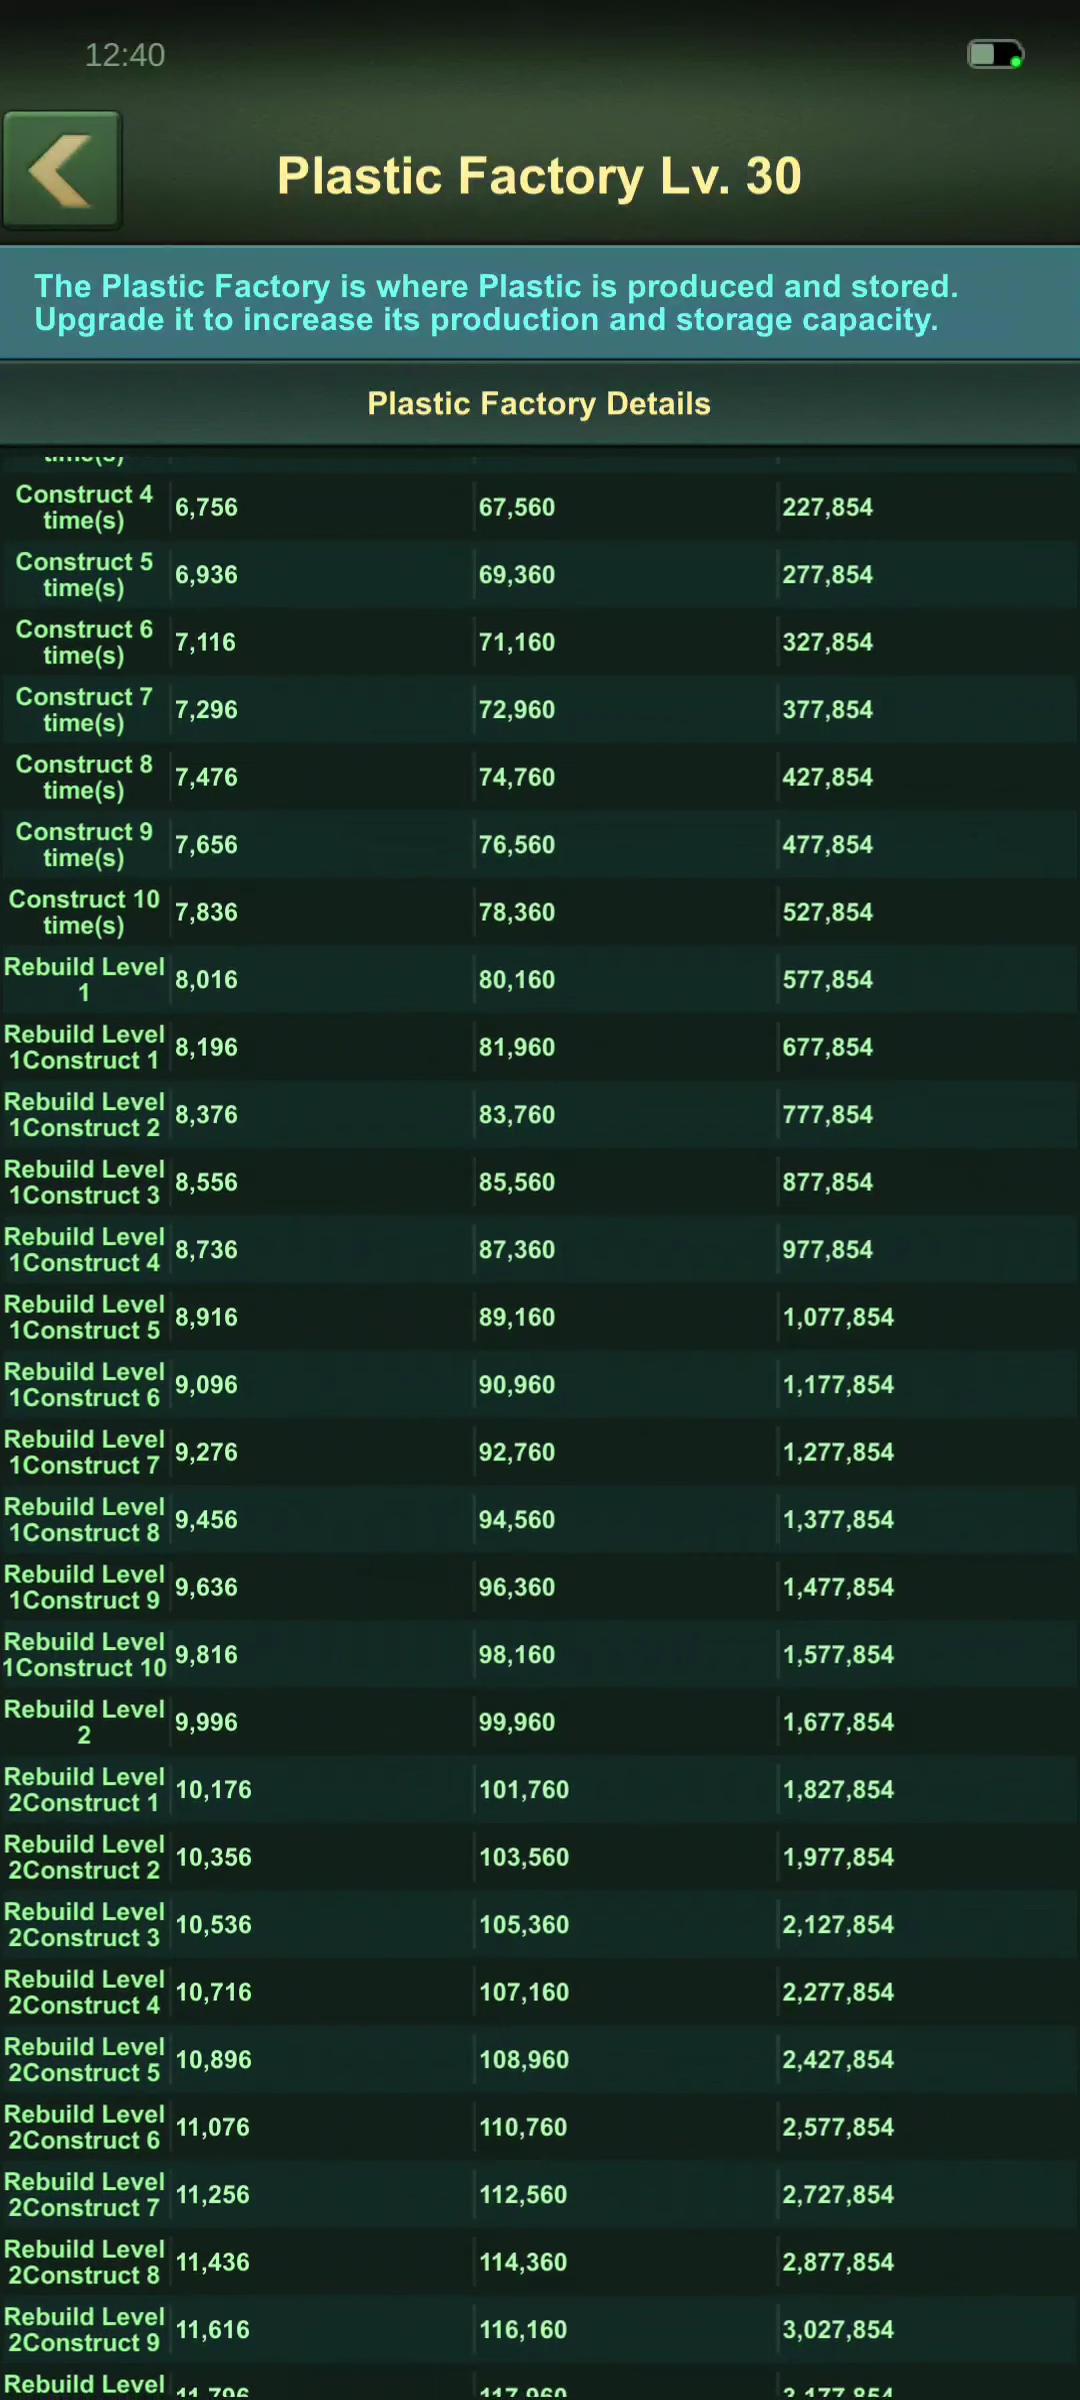 12:40
Plastic Factory Lv. 30
The Plastic Factory is where Plastic is produced and stored.
Upgrade it to increase its production and storage capacity.
Plastic Factory Details
time(s)
Construct 4
time(s) 6,756 67,560 227,854
Construct 5
time(s) 6,936 69,360 277,854
Construct 6
time(s) 7,116 71,160 327,854
Construct 7
time(s) 7,296 72,960 377,854
Construct 8
time(s) 7,476 74,760 427,854
Construct 9
time(s) 7,656 76,560 477,854
Construct 10
time(s) 7,836 78,360 527,854
Rebuild Level
1 8,016 80,160 577,854
Rebuild Level
1Construct 1 8,196 81,960 677,854
Rebuild Level
1Construct 2 8,376 83,760 777,854
Rebuild Level
1Construct 3 8,556 85,560 877,854
Rebuild Level
1Construct 4 8,736 87,360 977,854
Rebuild Level
1Construct 5 8,916 89,160 1,077,854
Rebuild Level
1Construct 6 9,096 90,960 1,177,854
Rebuild Level
1Construct 7 9,276 92,760 1,277,854
Rebuild Level
1Construct 8 9,456 94,560 1,377,854
Rebuild Level
1Construct 9 9,636 96,360 1,477,854
Rebuild Level
1Construct 10 9,816 98,160 1,577,854
Rebuild Level
2 9,996 99,960 1,677,854
Rebuild Level
2Construct 1 10,176 101,760 1,827,854
Rebuild Level
2Construct 2 10,356 103,560 1,977,854
Rebuild Level
2Construct 3 10,536 105,360 2,127,854
Rebuild Level
2Construct 4 10,716 107,160 2,277,854
Rebuild Level
2Construct 5 10,896 108,960 2,427,854
Rebuild Level
2Construct 6 11,076 110,760 2,577,854
Rebuild Level
2Construct 7 11,256 112,560 2,727,854
Rebuild Level
2Construct 8 11,436 114,360 2,877,854
Rebuild Level
2Construct 9 11,616 116,160 3,027,854
Rebuild Level
11,796 117,960 3,177,854